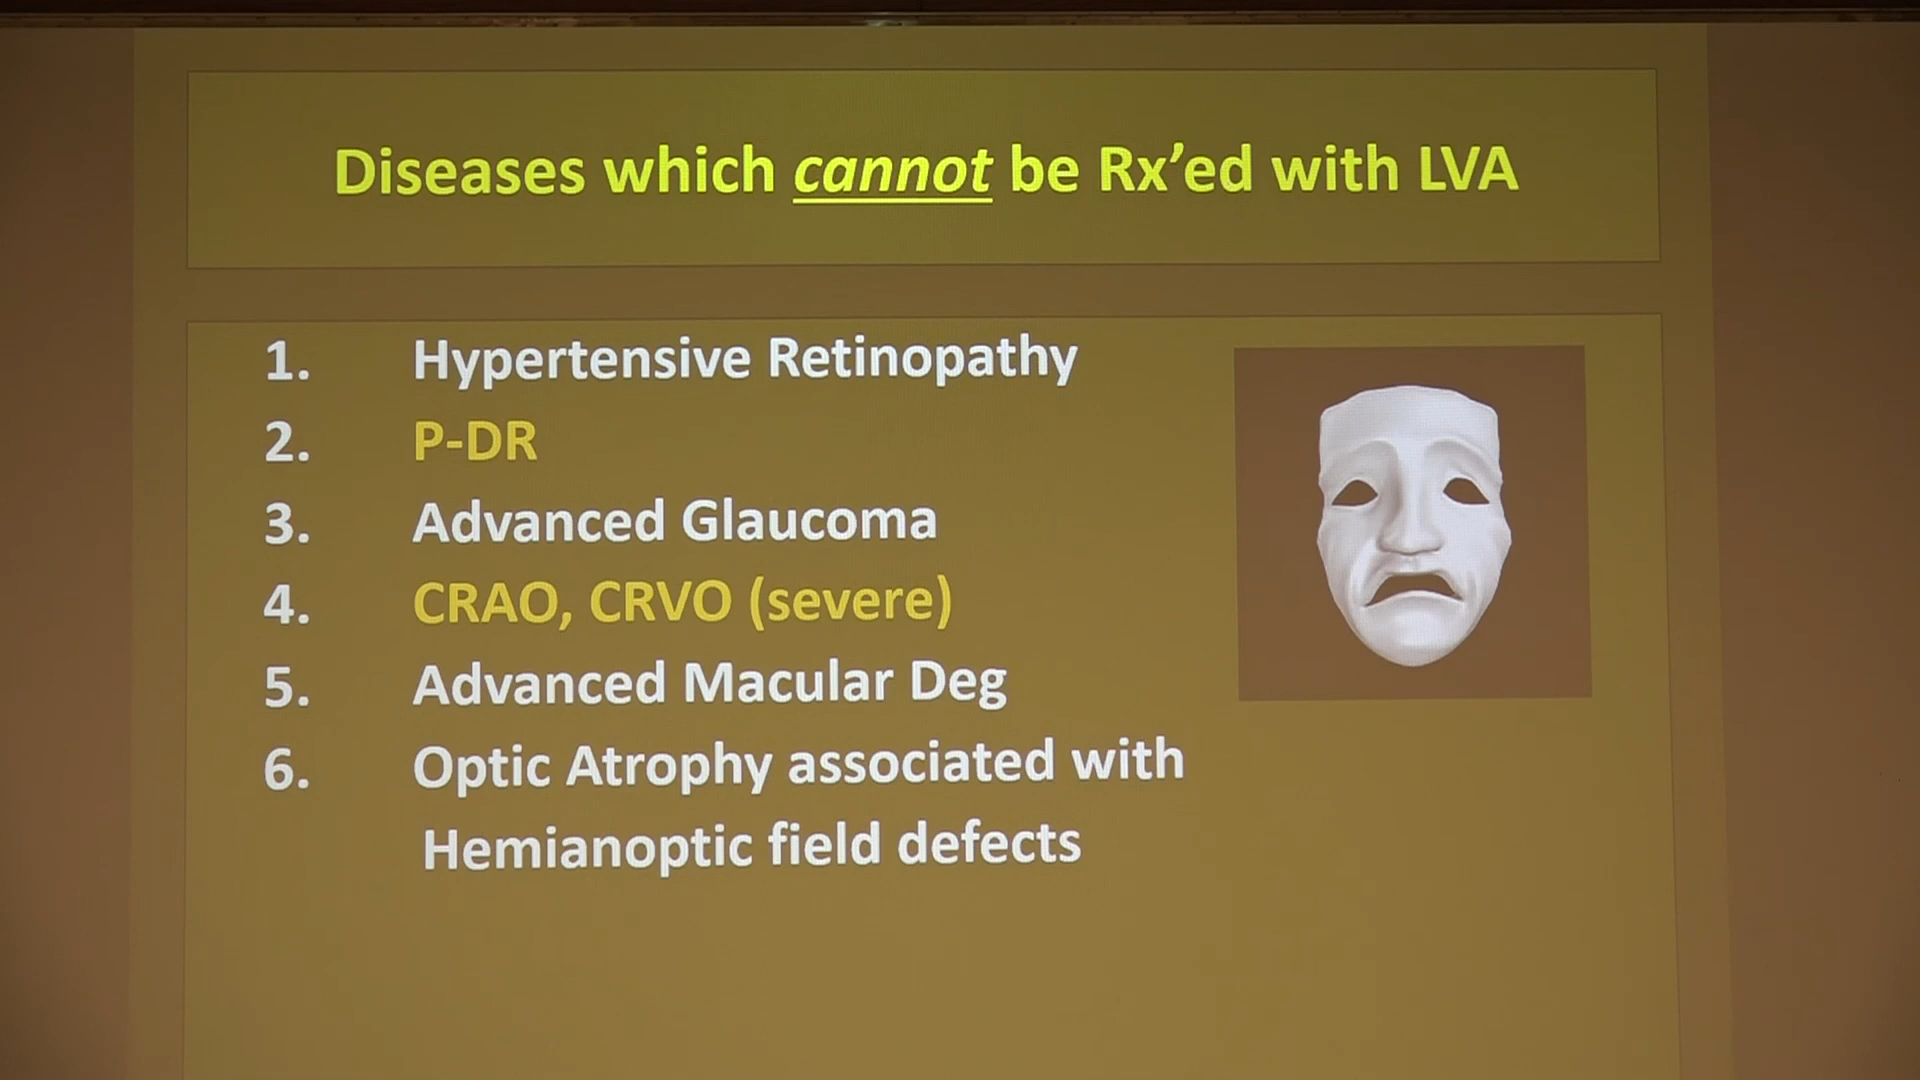 Diseases which cannot be Rx’ed with LVA
1. Hypertensive Retinopathy
2. P-DR
3. Advanced Glaucoma
4. CRAO, CRVO (severe)
5. Advanced Macular Deg
6. Optic Atrophy associated with
Hemianoptic field defects